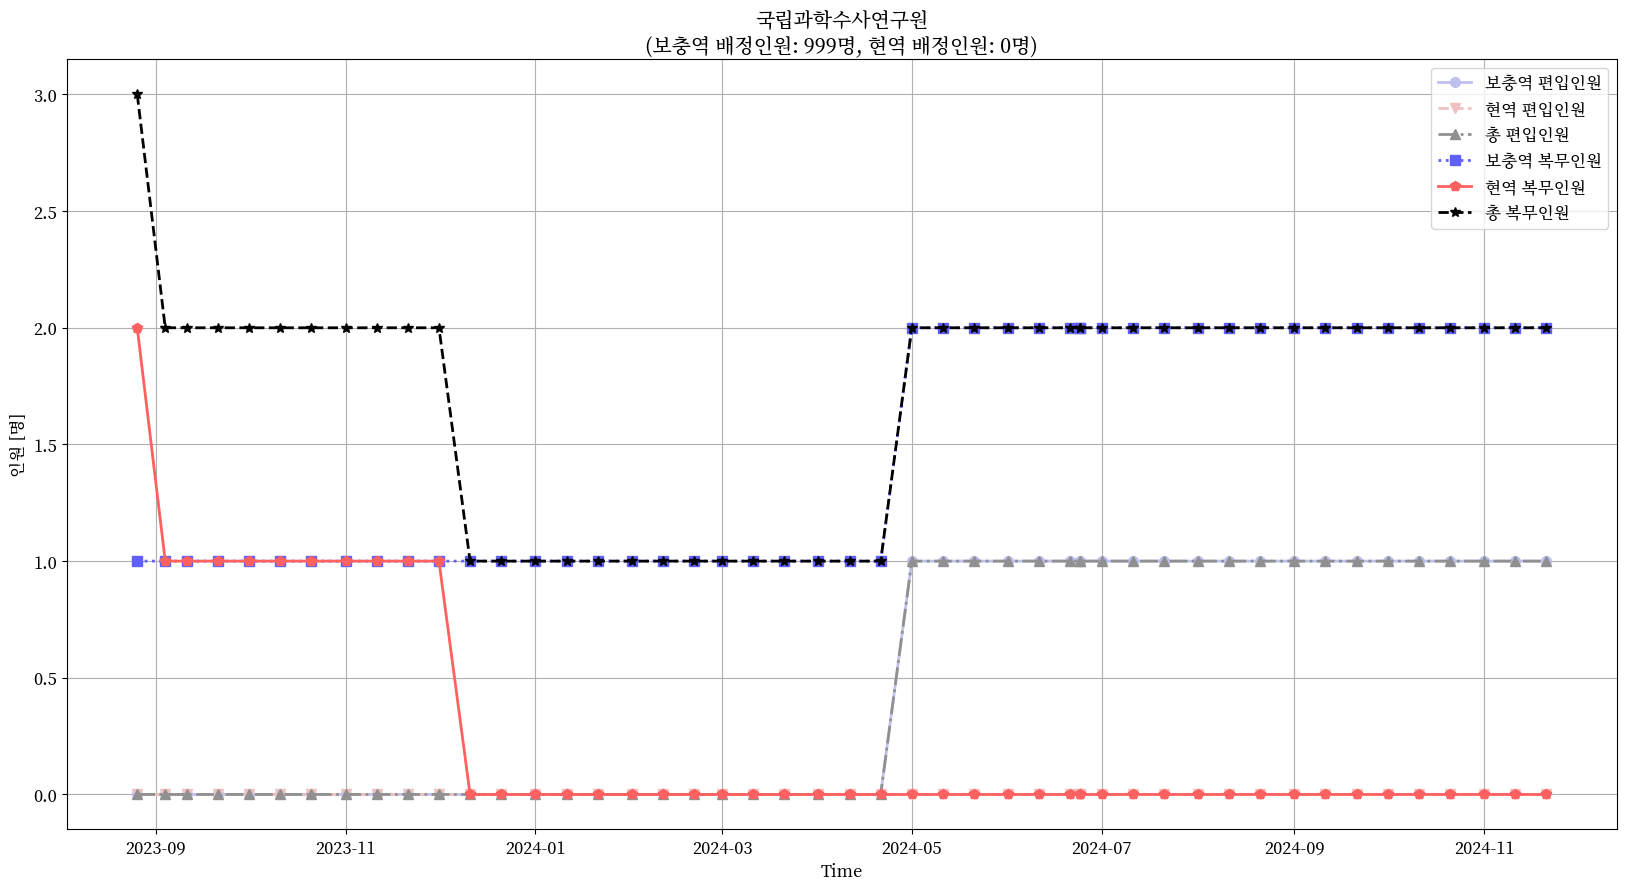 국립과학수사연구원
(보충역 배정인원: 999명, 현역 배정인원: 0명)
보충역 편입인원
현역 편입인원
총 편입인원
보충역 복무인원
현역 복무인원
총 복무인원
인원 [명]
3.0
2.5
2.0
1.5
1.0
0.5
0.0
2023-09 2023-11 2024-01 2024-03 2024-05 2024-07 2024-09 2024-11
Time